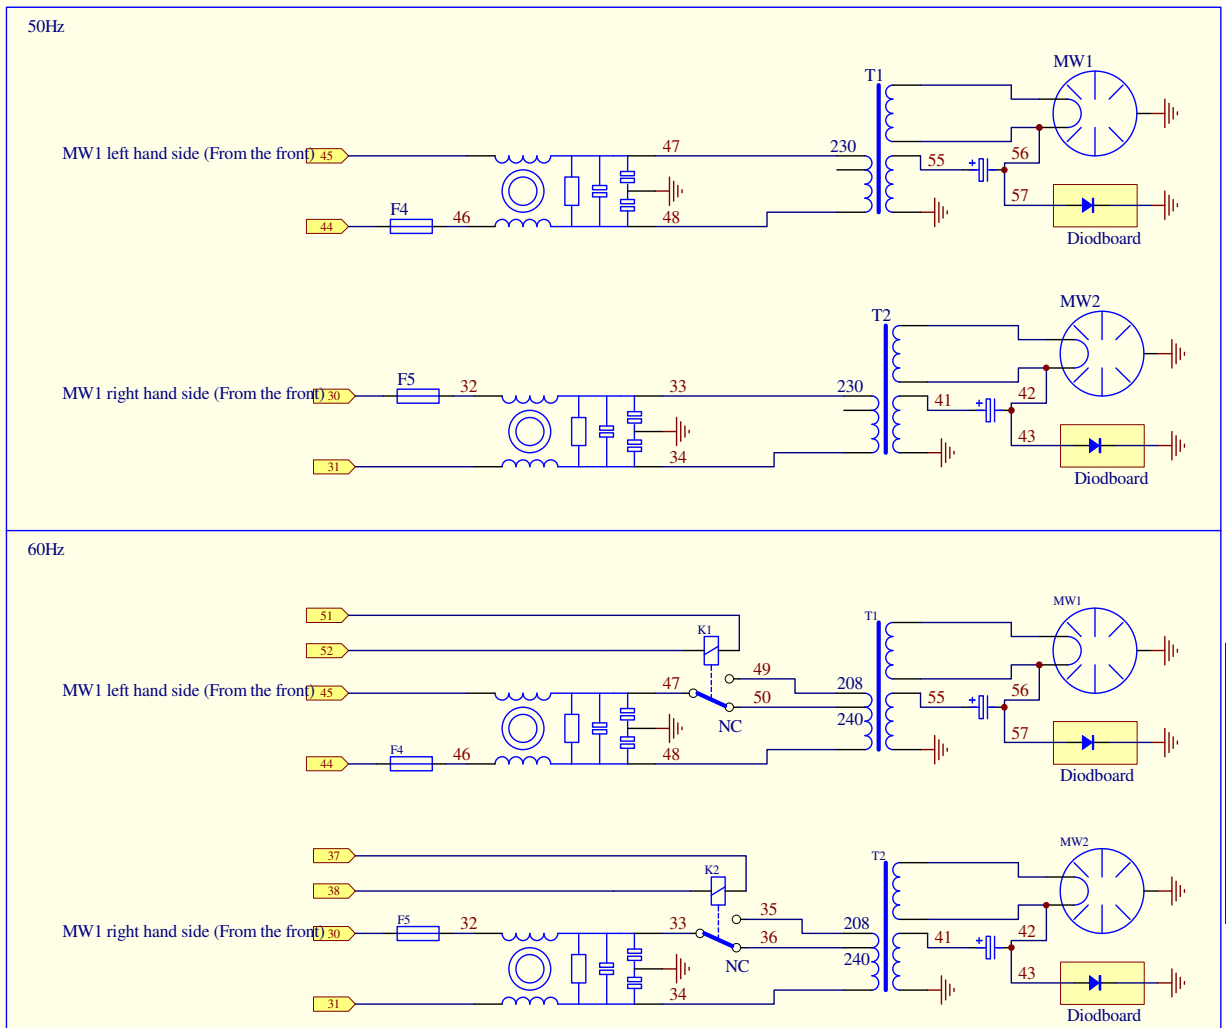 50Hz
MW1
T1
MW1 left hand side (From the front)
45
47
230
55
56
F4
44
46
48
57
Diodboard
MW2
T2
MW1 right hand side (From the front)
30
F5
32
33
230
41
42
31
34
43
Diodboard
60Hz
51
MW1
T1
K1
52
MW1 left hand side (From the front)
45
47
49
50
NC
208
240
55
56
F4
44
46
48
57
Diodboard
37
MW2
T2
K2
38
MW1 right hand side (From the front)
30
F5
32
33
35
36
NC
208
240
41
42
31
34
43
Diodboard